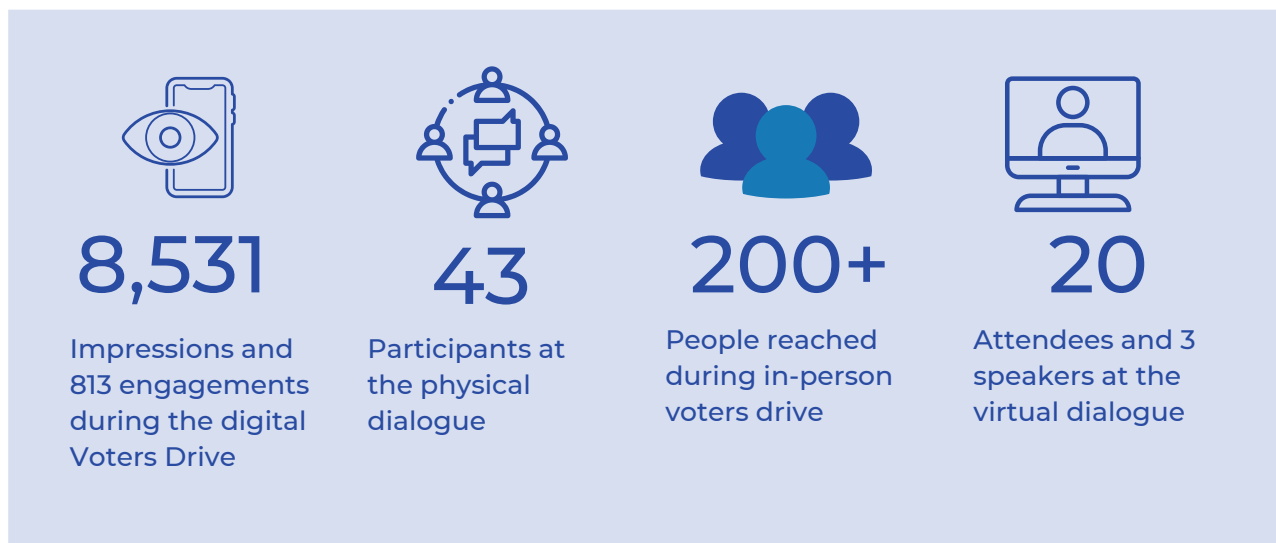 8,531
Impressions and
813 engagements
during the digital
Voters Drive
43
Participants at
the physical
dialogue
200+
People reached
during in-person
voters drive
20
Attendees and 3
speakers at the
virtual dialogue